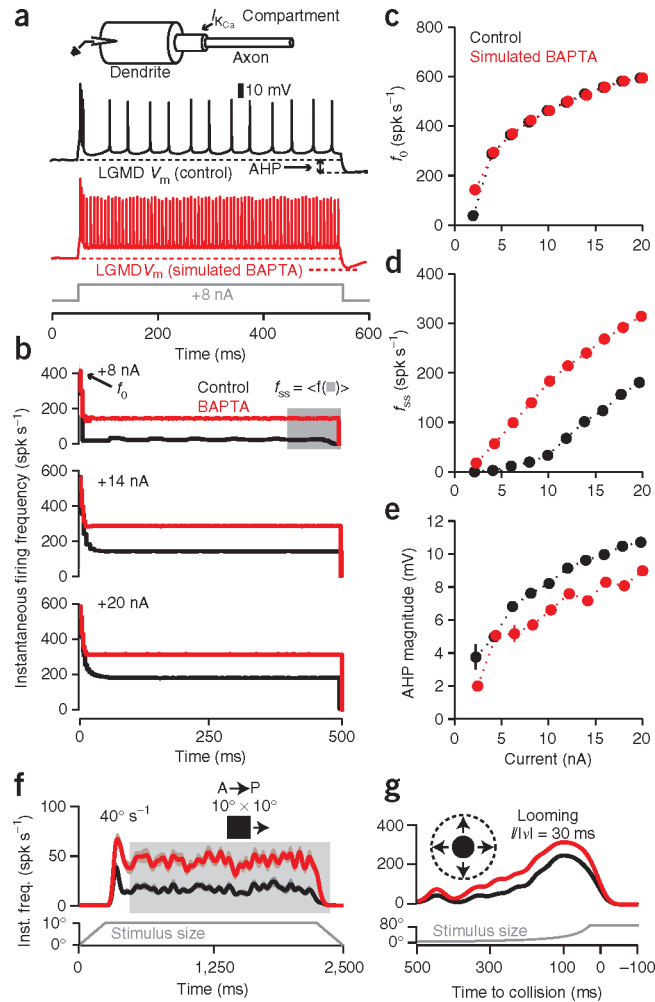 a
I_KCa Compartment
Dendrite
Axon
10 mV
LGMD Vm (control)
AHP
LGMD Vm (simulated BAPTA)
+8 nA
0 200 400 600
Time (ms)
b
Instantaneous firing frequency (spk s⁻¹)
+8 nA
f₀
Control
BAPTA
fss = <f(■)>
400
200
0
+14 nA
600
400
200
0
+20 nA
600
400
200
0
0 250 500
Time (ms)
c
Control
Simulated BAPTA
f₀ (spk s⁻¹)
800
600
400
200
0
0 5 10 15 20
d
fss (spk s⁻¹)
400
300
200
100
0
0 5 10 15 20
e
AHP magnitude (mV)
12
10
8
6
4
2
0
0 5 10 15 20
Current (nA)
f
A→P
10° × 10°
40° s⁻¹
Inst. freq. (spk s⁻¹)
100
50
0
10°
0°
Stimulus size
0 1,250 2,500
Time (ms)
g
Looming
l/|v| = 30 ms
400
200
0
80°
0°
Stimulus size
500 300 100 0 –100
Time to collision (ms)